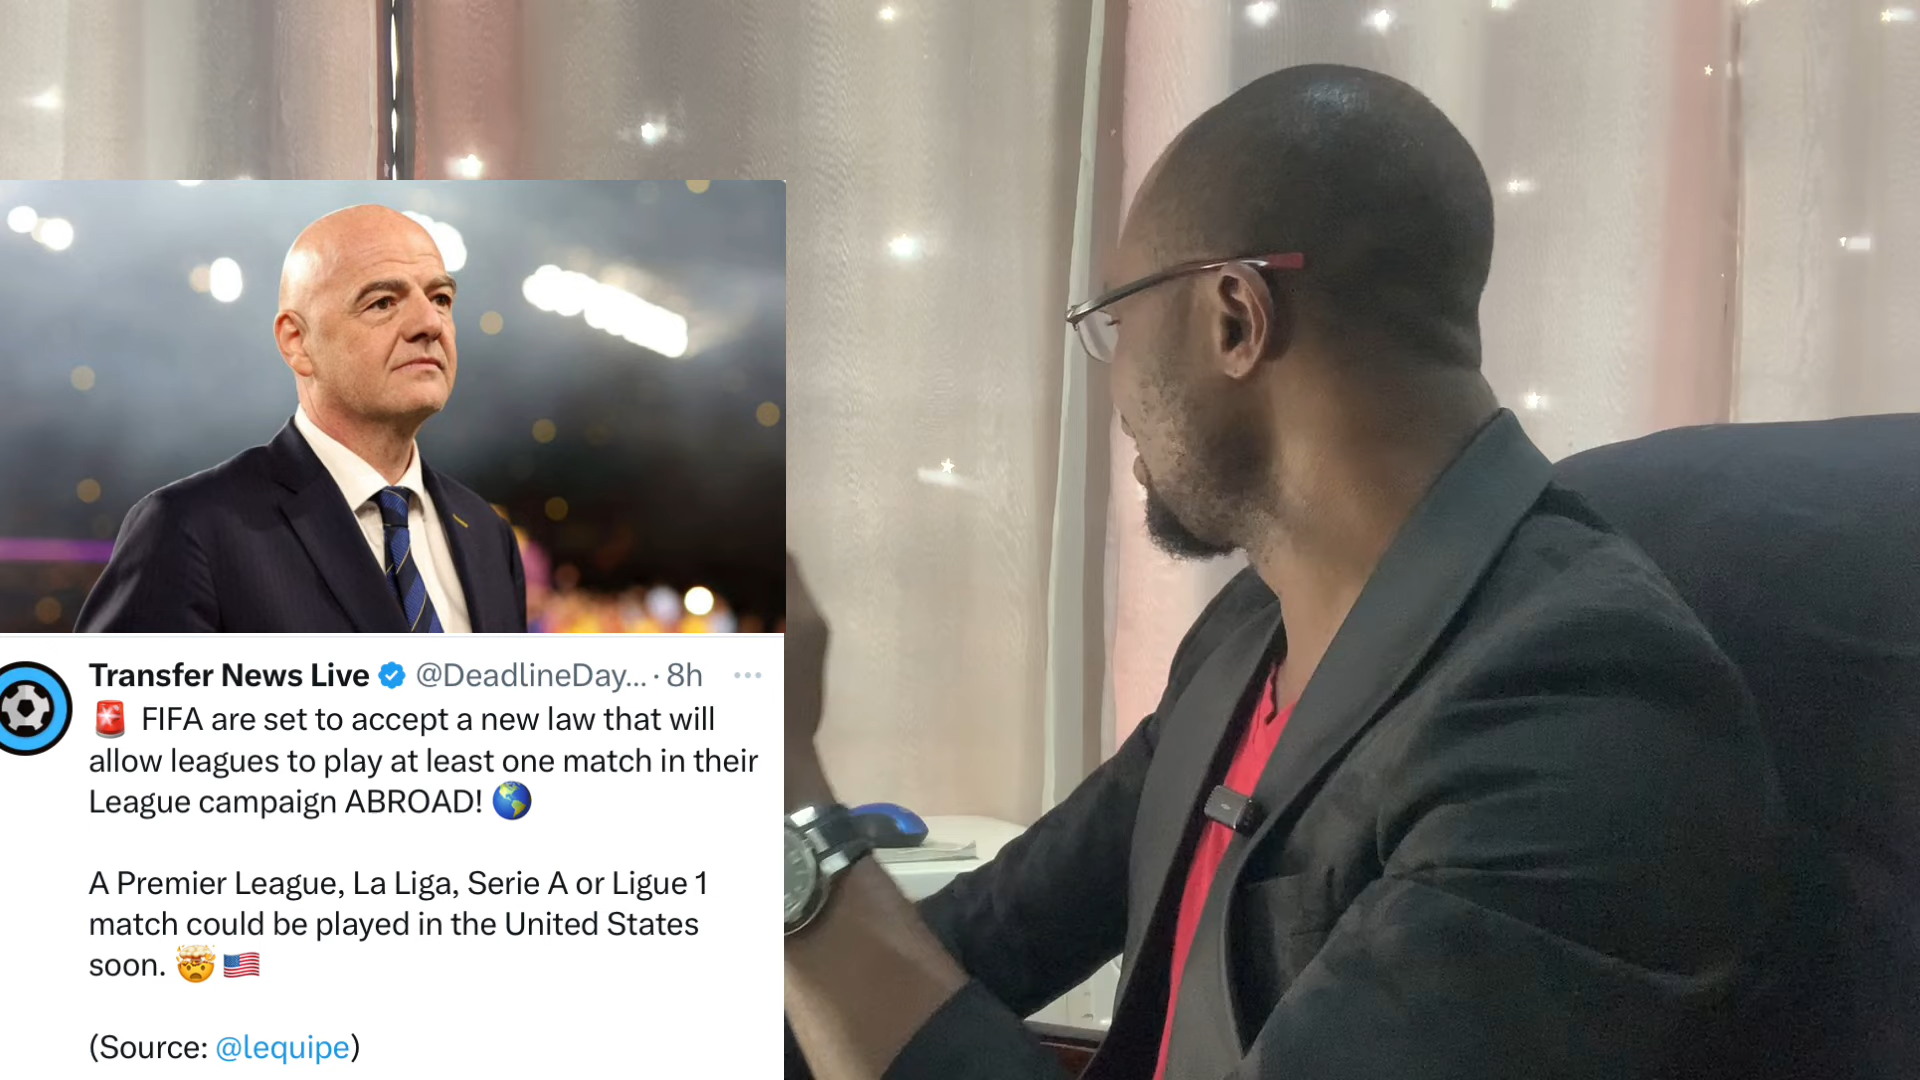 Transfer News Live @DeadlineDay... · 8h
🚨 FIFA are set to accept a new law that will
allow leagues to play at least one match in their
League campaign ABROAD! 🌎
A Premier League, La Liga, Serie A or Ligue 1
match could be played in the United States
soon. 🤯🇺🇸
(Source: @lequipe)